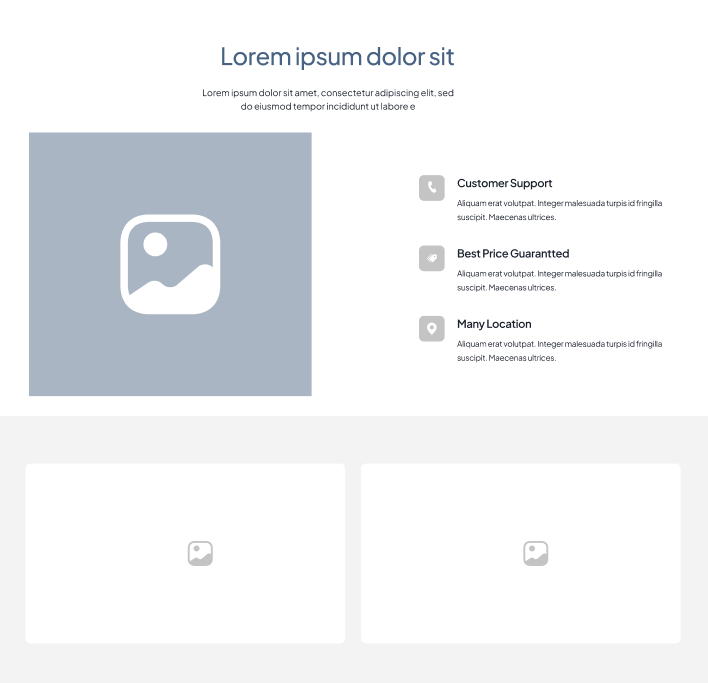 Lorem ipsum dolor sit
Lorem ipsum dolor sit amet, consectetur adipiscing elit, sed
do eiusmod tempor incididunt ut labore e
Customer Support
Aliquam erat volutpat. Integer malesuada turpis id fringilla
suscipit. Maecenas ultrices.
Best Price Guarantted
Aliquam erat volutpat. Integer malesuada turpis id fringilla
suscipit. Maecenas ultrices.
Many Location
Aliquam erat volutpat. Integer malesuada turpis id fringilla
suscipit. Maecenas ultrices.